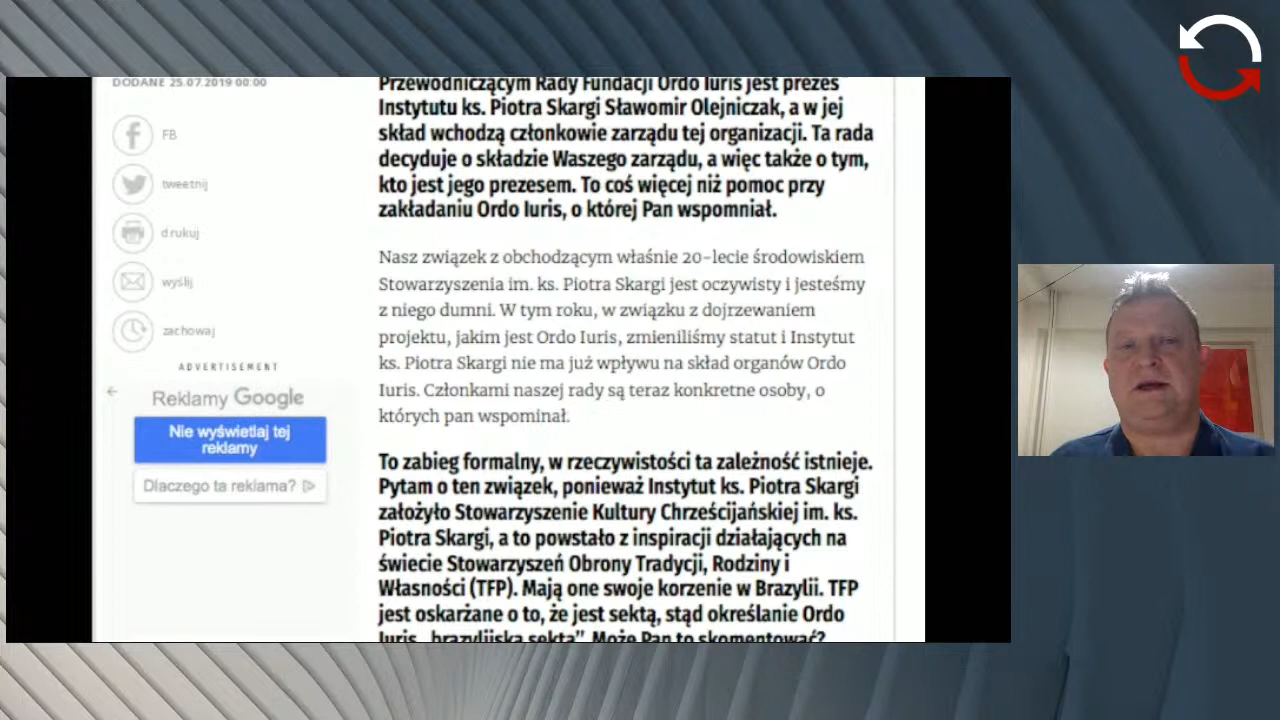 DODANE 25.07.2019 00:00
FB
tweetnij
drukuj
wyślij
zachowaj
ADVERTISEMENT
Reklamy Google
Nie wyświetlaj tej
reklamy
Dlaczego ta reklama?
Przewodniczącym Rady Fundacji Ordo Iuris jest prezes
Instytutu ks. Piotra Skargi Sławomir Olejniczak, a w jej
skład wchodzą członkowie zarządu tej organizacji. Ta rada
decyduje o składzie Waszego zarządu, a więc także o tym,
kto jest jego prezesem. To coś więcej niż pomoc przy
zakładaniu Ordo Iuris, o której Pan wspomniał.
Nasz związek z obchodzącym właśnie 20-lecie środowiskiem
Stowarzyszenia im. ks. Piotra Skargi jest oczywisty i jesteśmy
z niego dumni. W tym roku, w związku z dojrzewaniem
projektu, jakim jest Ordo Iuris, zmieniliśmy statut i Instytut
ks. Piotra Skargi nie ma już wpływu na skład organów Ordo
Iuris. Członkami naszej rady są teraz konkretne osoby, o
których pan wspominał.
To zabieg formalny, w rzeczywistości ta zależność istnieje.
Pytam o ten związek, ponieważ Instytut ks. Piotra Skargi
założyło Stowarzyszenie Kultury Chrześcijańskiej im. ks.
Piotra Skargi, a to powstało z inspiracji działających na
świecie Stowarzyszeń Obrony Tradycji, Rodziny i
Własności (TFP). Mają one swoje korzenie w Brazylii. TFP
jest oskarżane o to, że jest sektą, stąd określanie Ordo
Iuris „brazylijską sektą”. Może Pan to skomentować?